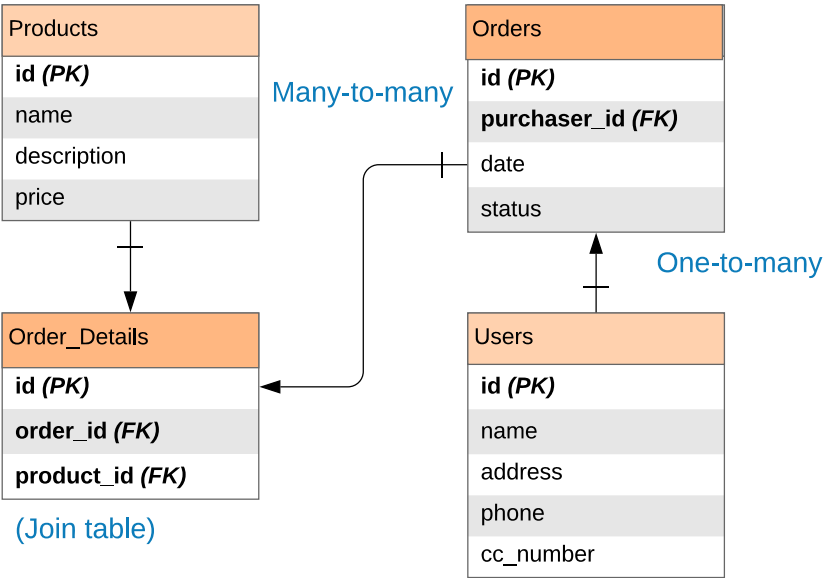 Products
id (PK)
name
description
price
Many-to-many
Orders
id (PK)
purchaser_id (FK)
date
status
One-to-many
Order_Details
id (PK)
order_id (FK)
product_id (FK)
(Join table)
Users
id (PK)
name
address
phone
cc_number